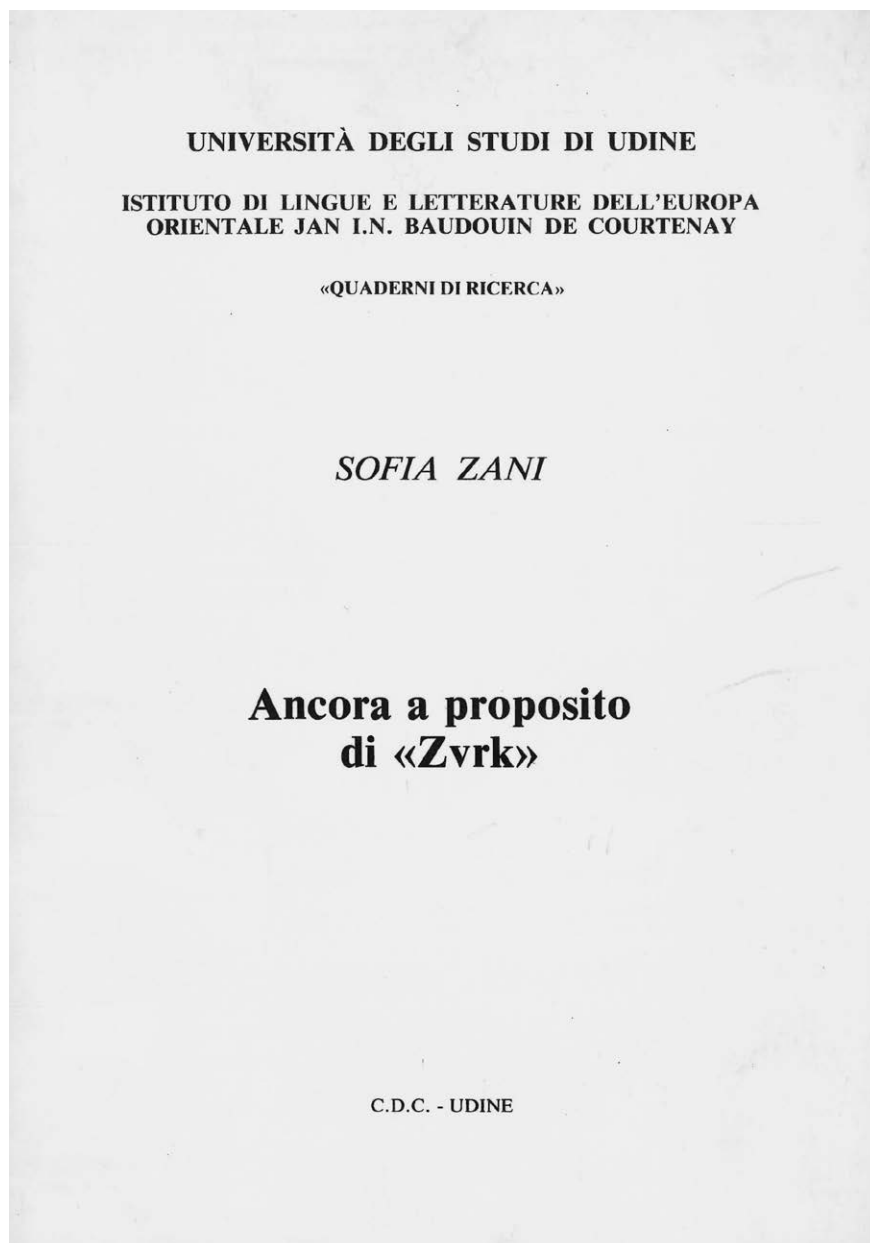 UNIVERSITÀ DEGLI STUDI DI UDINE
ISTITUTO DI LINGUE E LETTERATURE DELL'EUROPA
ORIENTALE JAN I.N. BAUDOUIN DE COURTENAY
«QUADERNI DI RICERCA»
SOFIA ZANI
Ancora a proposito
di «Zvrk»
C.D.C. - UDINE